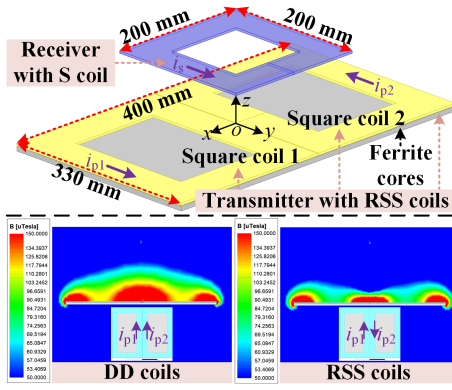 200 mm
200 mm
Receiver
with S coil
i_s
i_p2
400 mm
z
Square coil 2
x
o
y
i_p1
Square coil 1
Ferrite
cores
330 mm
Transmitter with RSS coils
B [uTesla]
150.0000
134.3937
125.8208
117.7948
110.2801
103.2452
96.6591
90.4931
84.7204
79.3160
74.2563
69.5194
65.0847
60.9329
57.0459
53.4069
50.0000
i_p1
i_p2
DD coils
B [uTesla]
150.0000
134.3937
125.8208
117.7948
110.2801
103.2452
96.6591
90.4931
84.7204
79.3160
74.2563
69.5194
65.0847
60.9329
57.0459
53.4069
50.0000
i_p1
i_p2
RSS coils